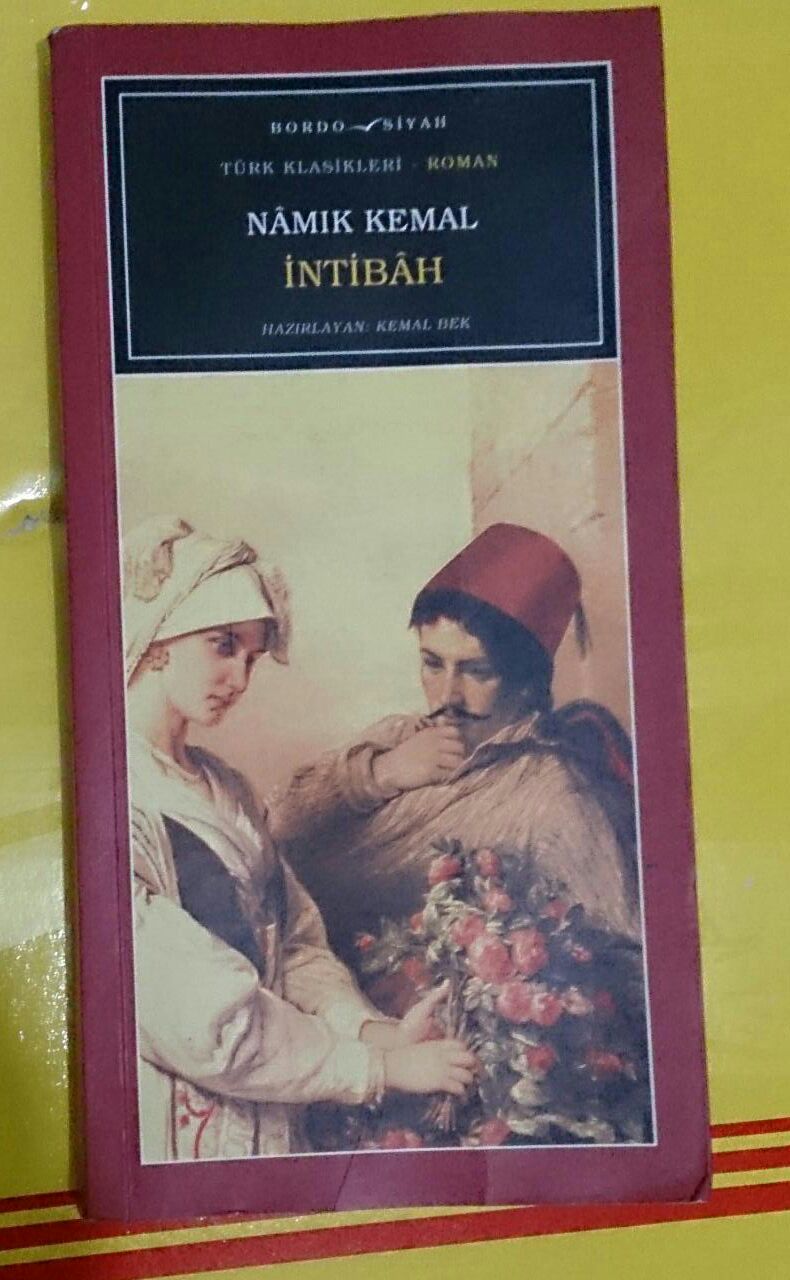 BORDO SİYAH
TÜRK KLASİKLERİ - ROMAN
NÂMIK KEMAL
İNTİBÂH
HAZIRLAYAN: KEMAL BEK